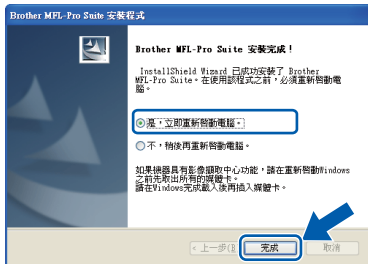 Brother MFL-Pro Suite 安裝程式
Brother MFL-Pro Suite 安裝完成！
InstallShield Wizard 已成功安裝了 Brother
MFL-Pro Suite。在使用該程式之前，必須重新啓動電
腦。
是，立即重新啓動電腦。
不，稍後再重新啓動電腦。
如果機器具有影像擷取中心功能，請在重新啓動Windows
之前先取出所有的媒體卡。
請在Windows完成載入後再插入媒體卡。
< 上一步(B) 完成 取消